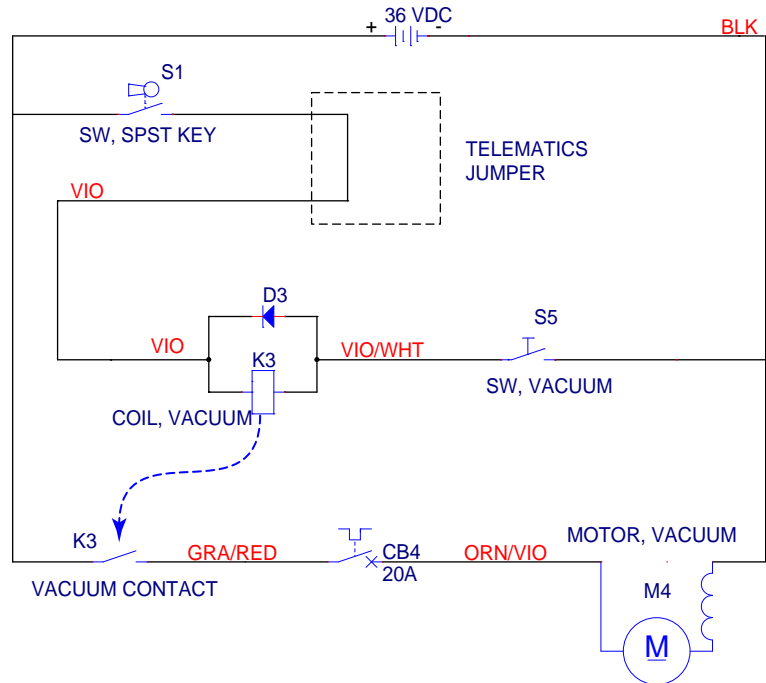 36 VDC
+ -
BLK
S1
SW, SPST KEY
TELEMATICS
JUMPER
VIO
D3
S5
VIO
K3
VIO/WHT
SW, VACUUM
COIL, VACUUM
K3
GRA/RED
CB4
20A
ORN/VIO
MOTOR, VACUUM
VACUUM CONTACT
M4
M